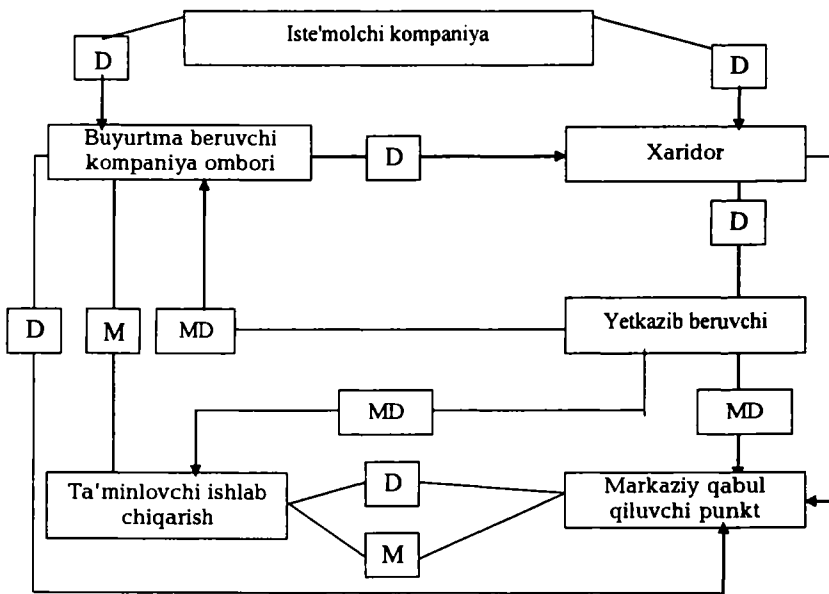 Iste'molchi kompaniya
D
D
Buyurtma beruvchi
kompaniya ombori
D
Xaridor
D
D
M
MD
Yetkazib beruvchi
MD
MD
Ta'minlovchi ishlab
chiqarish
D
Markaziy qabul
qiluvchi punkt
M